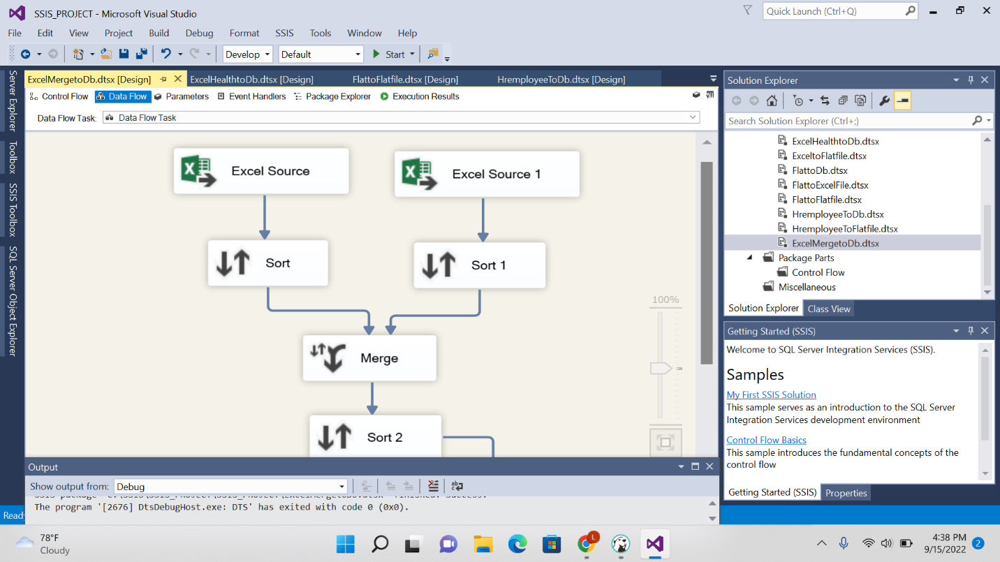 SSIS_PROJECT - Microsoft Visual Studio
Quick Launch (Ctrl+Q)
File Edit View Project Build Debug Format SSIS Tools Window Help
Develop Default Start
Server Explorer
Toolbox
SSIS Toolbox
SQL Server Object Explorer
ExcelMergetoDb.dtsx [Design] ExcelHealthtoDb.dtsx [Design] FlattoFlatfile.dtsx [Design] HremployeeToDb.dtsx [Design]
Control Flow Data Flow Parameters Event Handlers Package Explorer Execution Results
Data Flow Task: Data Flow Task
Excel Source
Excel Source 1
Sort
Sort 1
Merge
Sort 2
100%
Solution Explorer
Search Solution Explorer (Ctrl+;)
ExcelHealthtoDb.dtsx
ExceltoFlatfile.dtsx
FlattoDb.dtsx
FlattoExcelFile.dtsx
FlattoFlatfile.dtsx
HremployeeToDb.dtsx
HremployeeToFlatfile.dtsx
ExcelMergetoDb.dtsx
Package Parts
Control Flow
Miscellaneous
Solution Explorer Class View
Getting Started (SSIS)
Welcome to SQL Server Integration Services (SSIS).
Samples
My First SSIS Solution
This sample serves as an introduction to the SQL Server
Integration Services development environment
Control Flow Basics
This sample introduces the fundamental concepts of the
control flow
Getting Started (SSIS) Properties
Output
Show output from: Debug
The program '[2676] DtsDebugHost.exe: DTS' has exited with code 0 (0x0).
Read
78°F
Cloudy
L
4:38 PM
9/15/2022
2